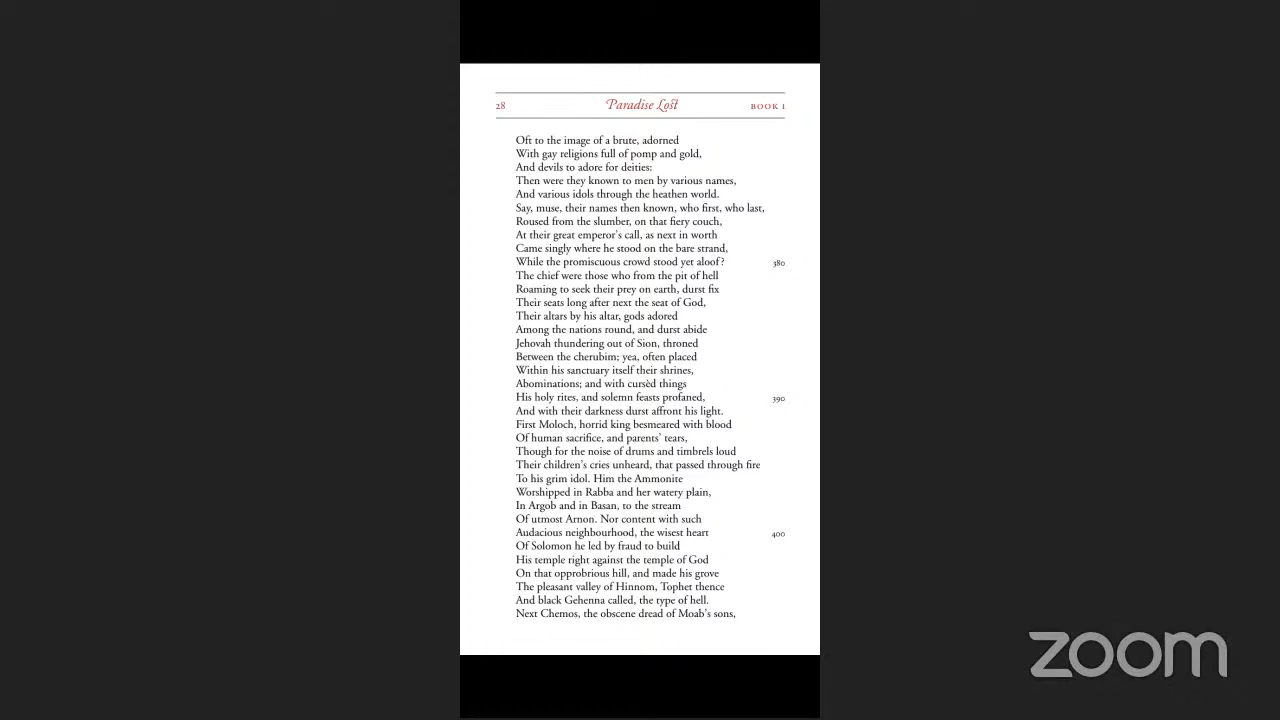 28 Paradise Lost BOOK I
Oft to the image of a brute, adorned
With gay religions full of pomp and gold,
And devils to adore for deities:
Then were they known to men by various names,
And various idols through the heathen world.
Say, muse, their names then known, who first, who last,
Roused from the slumber, on that fiery couch,
At their great emperor's call, as next in worth
Came singly where he stood on the bare strand,
While the promiscuous crowd stood yet aloof? 380
The chief were those who from the pit of hell
Roaming to seek their prey on earth, durst fix
Their seats long after next the seat of God,
Their altars by his altar, gods adored
Among the nations round, and durst abide
Jehovah thundering out of Sion, throned
Between the cherubim; yea, often placed
Within his sanctuary itself their shrines,
Abominations; and with cursèd things
His holy rites, and solemn feasts profaned, 390
And with their darkness durst affront his light.
First Moloch, horrid king besmeared with blood
Of human sacrifice, and parents' tears,
Though for the noise of drums and timbrels loud
Their children's cries unheard, that passed through fire
To his grim idol. Him the Ammonite
Worshipped in Rabba and her watery plain,
In Argob and in Basan, to the stream
Of utmost Arnon. Nor content with such
Audacious neighbourhood, the wisest heart 400
Of Solomon he led by fraud to build
His temple right against the temple of God
On that opprobrious hill, and made his grove
The pleasant valley of Hinnom, Tophet thence
And black Gehenna called, the type of hell.
Next Chemos, the obscene dread of Moab's sons,
zoom